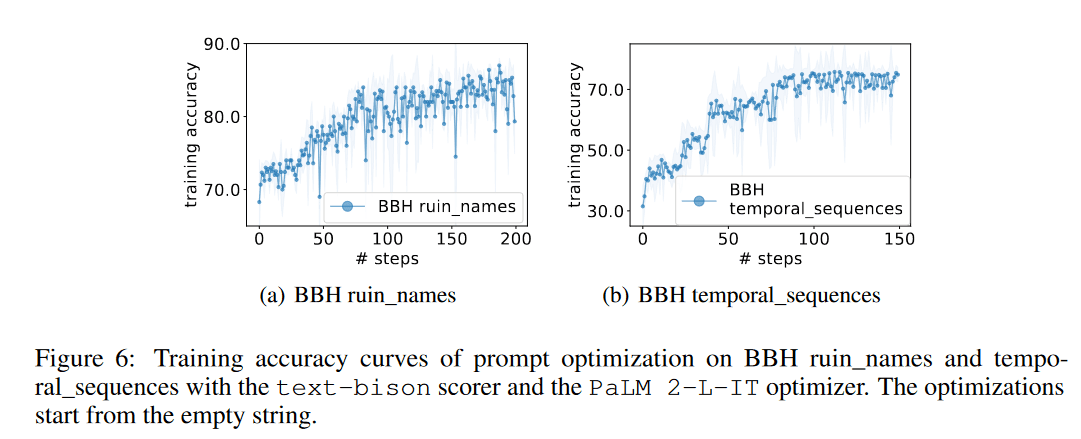 90.0
80.0
70.0
training accuracy
BBH ruin_names
0 50 100 150 200
# steps
(a) BBH ruin_names
70.0
50.0
30.0
training accuracy
BBH
temporal_sequences
0 50 100 150
# steps
(b) BBH temporal_sequences
Figure 6: Training accuracy curves of prompt optimization on BBH ruin_names and tempo-
ral_sequences with the text-bison scorer and the PaLM 2-L-IT optimizer. The optimizations
start from the empty string.